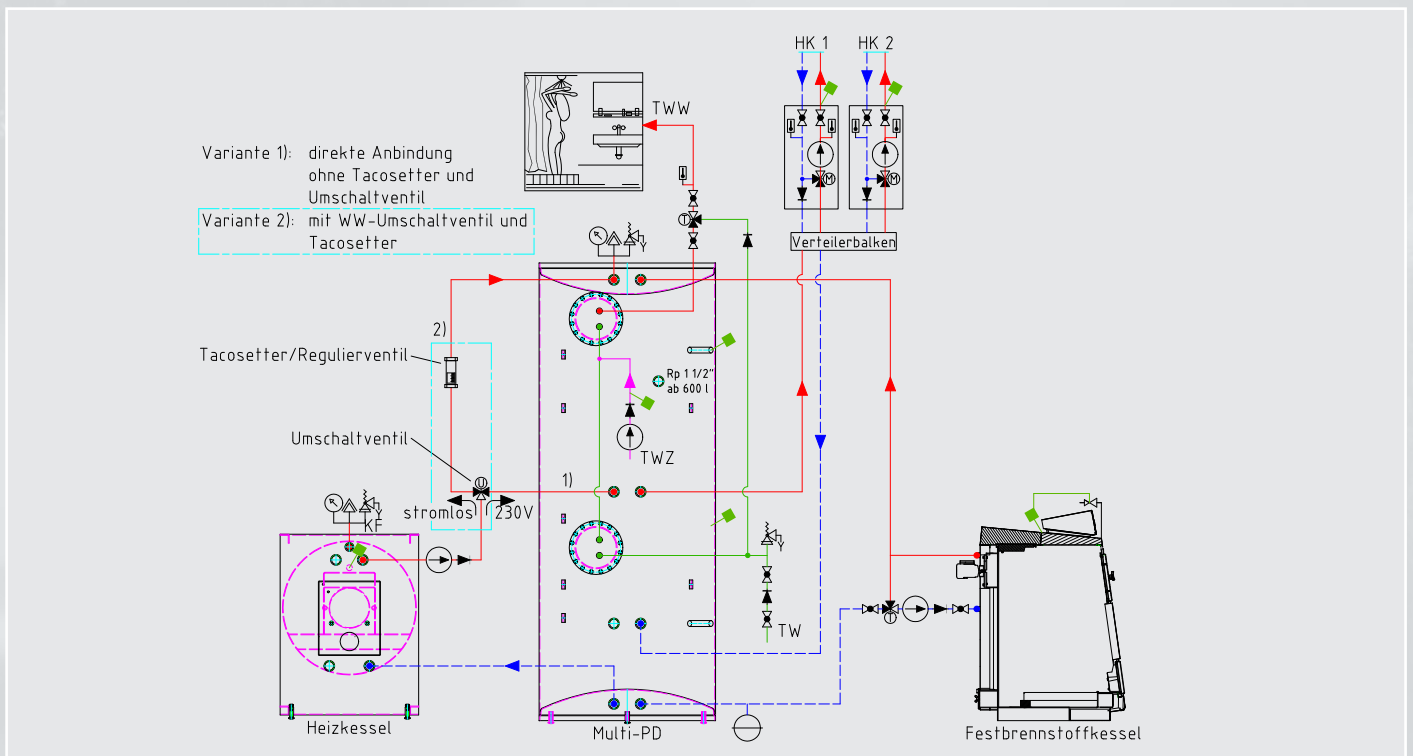 HK 1
HK 2
TWW
Variante 1): direkte Anbindung
ohne Tacosetter und
Umschaltventil
Variante 2): mit WW-Umschaltventil und
Tacosetter
T
M
M
Verteilerbalken
2)
Tacosetter/Regulierventil
Rp 1 1/2"
ab 600 l
Umschaltventil
TWZ
1)
U
stromlos
230V
KF
TW
T
Heizkessel
Multi-PD
Festbrennstoffkessel